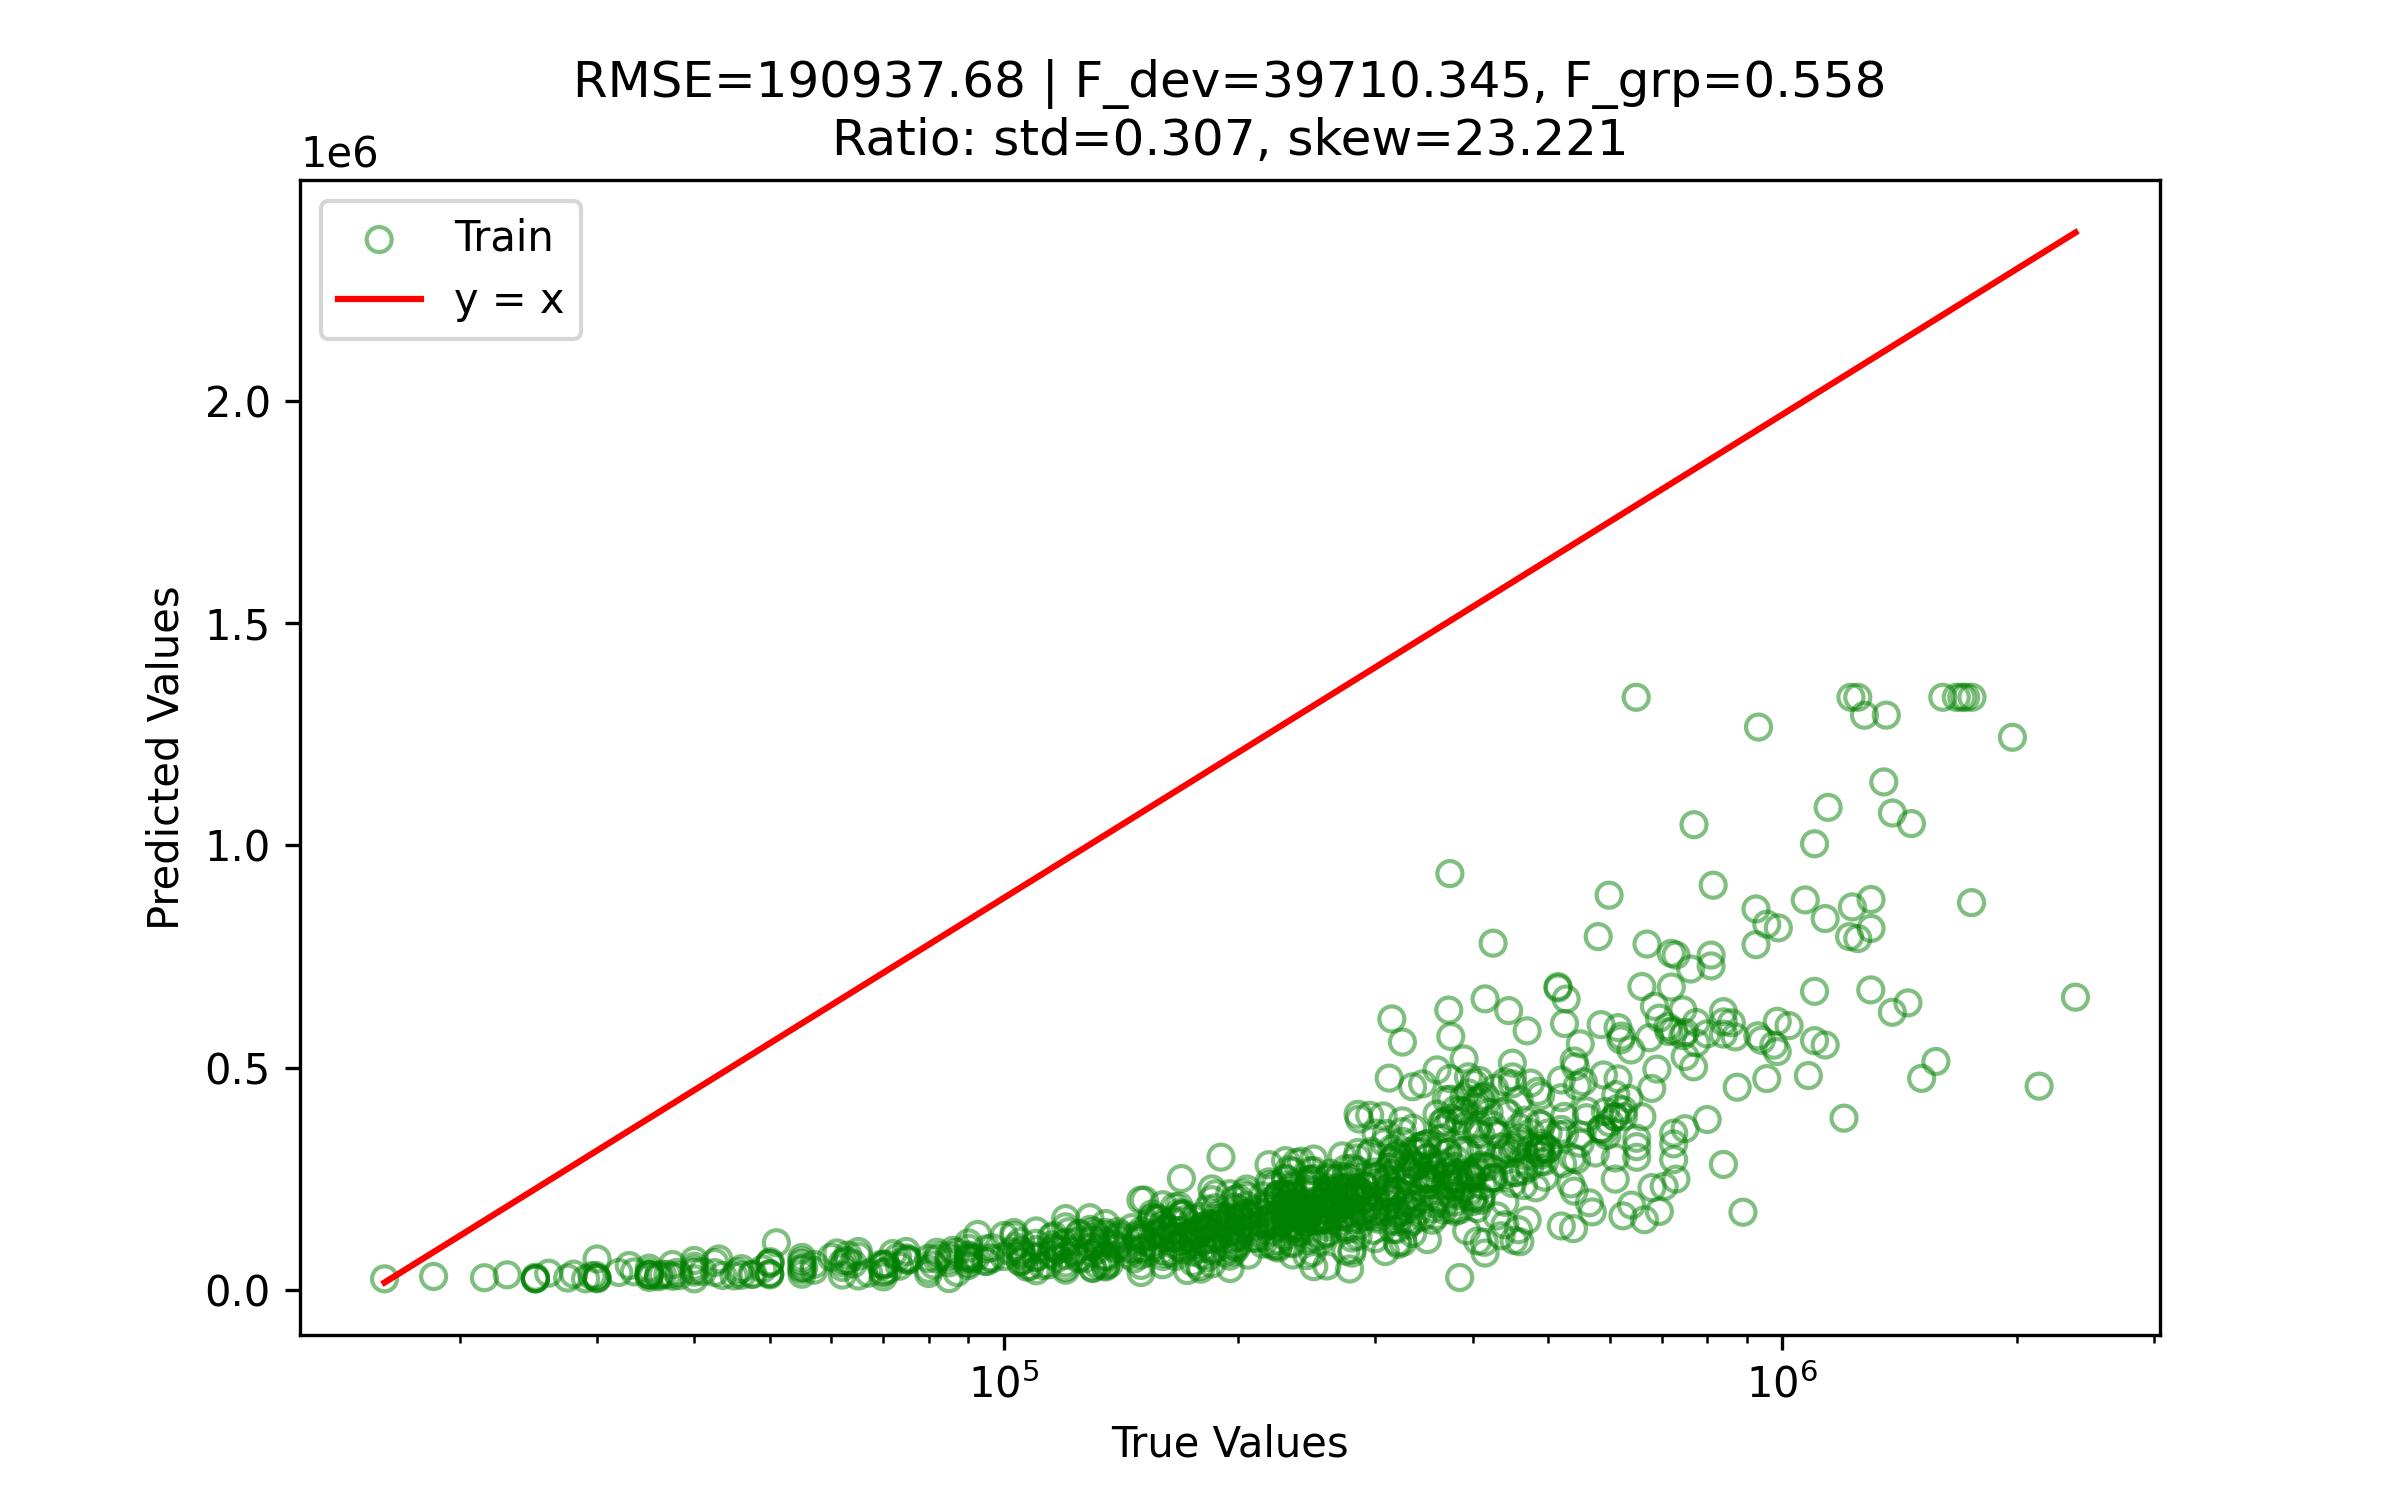 RMSE=190937.68 | F_dev=39710.345, F_grp=0.558
Ratio: std=0.307, skew=23.221
1e6
Train
y = x
2.0
1.5
1.0
0.5
0.0
Predicted Values
10⁵
10⁶
True Values